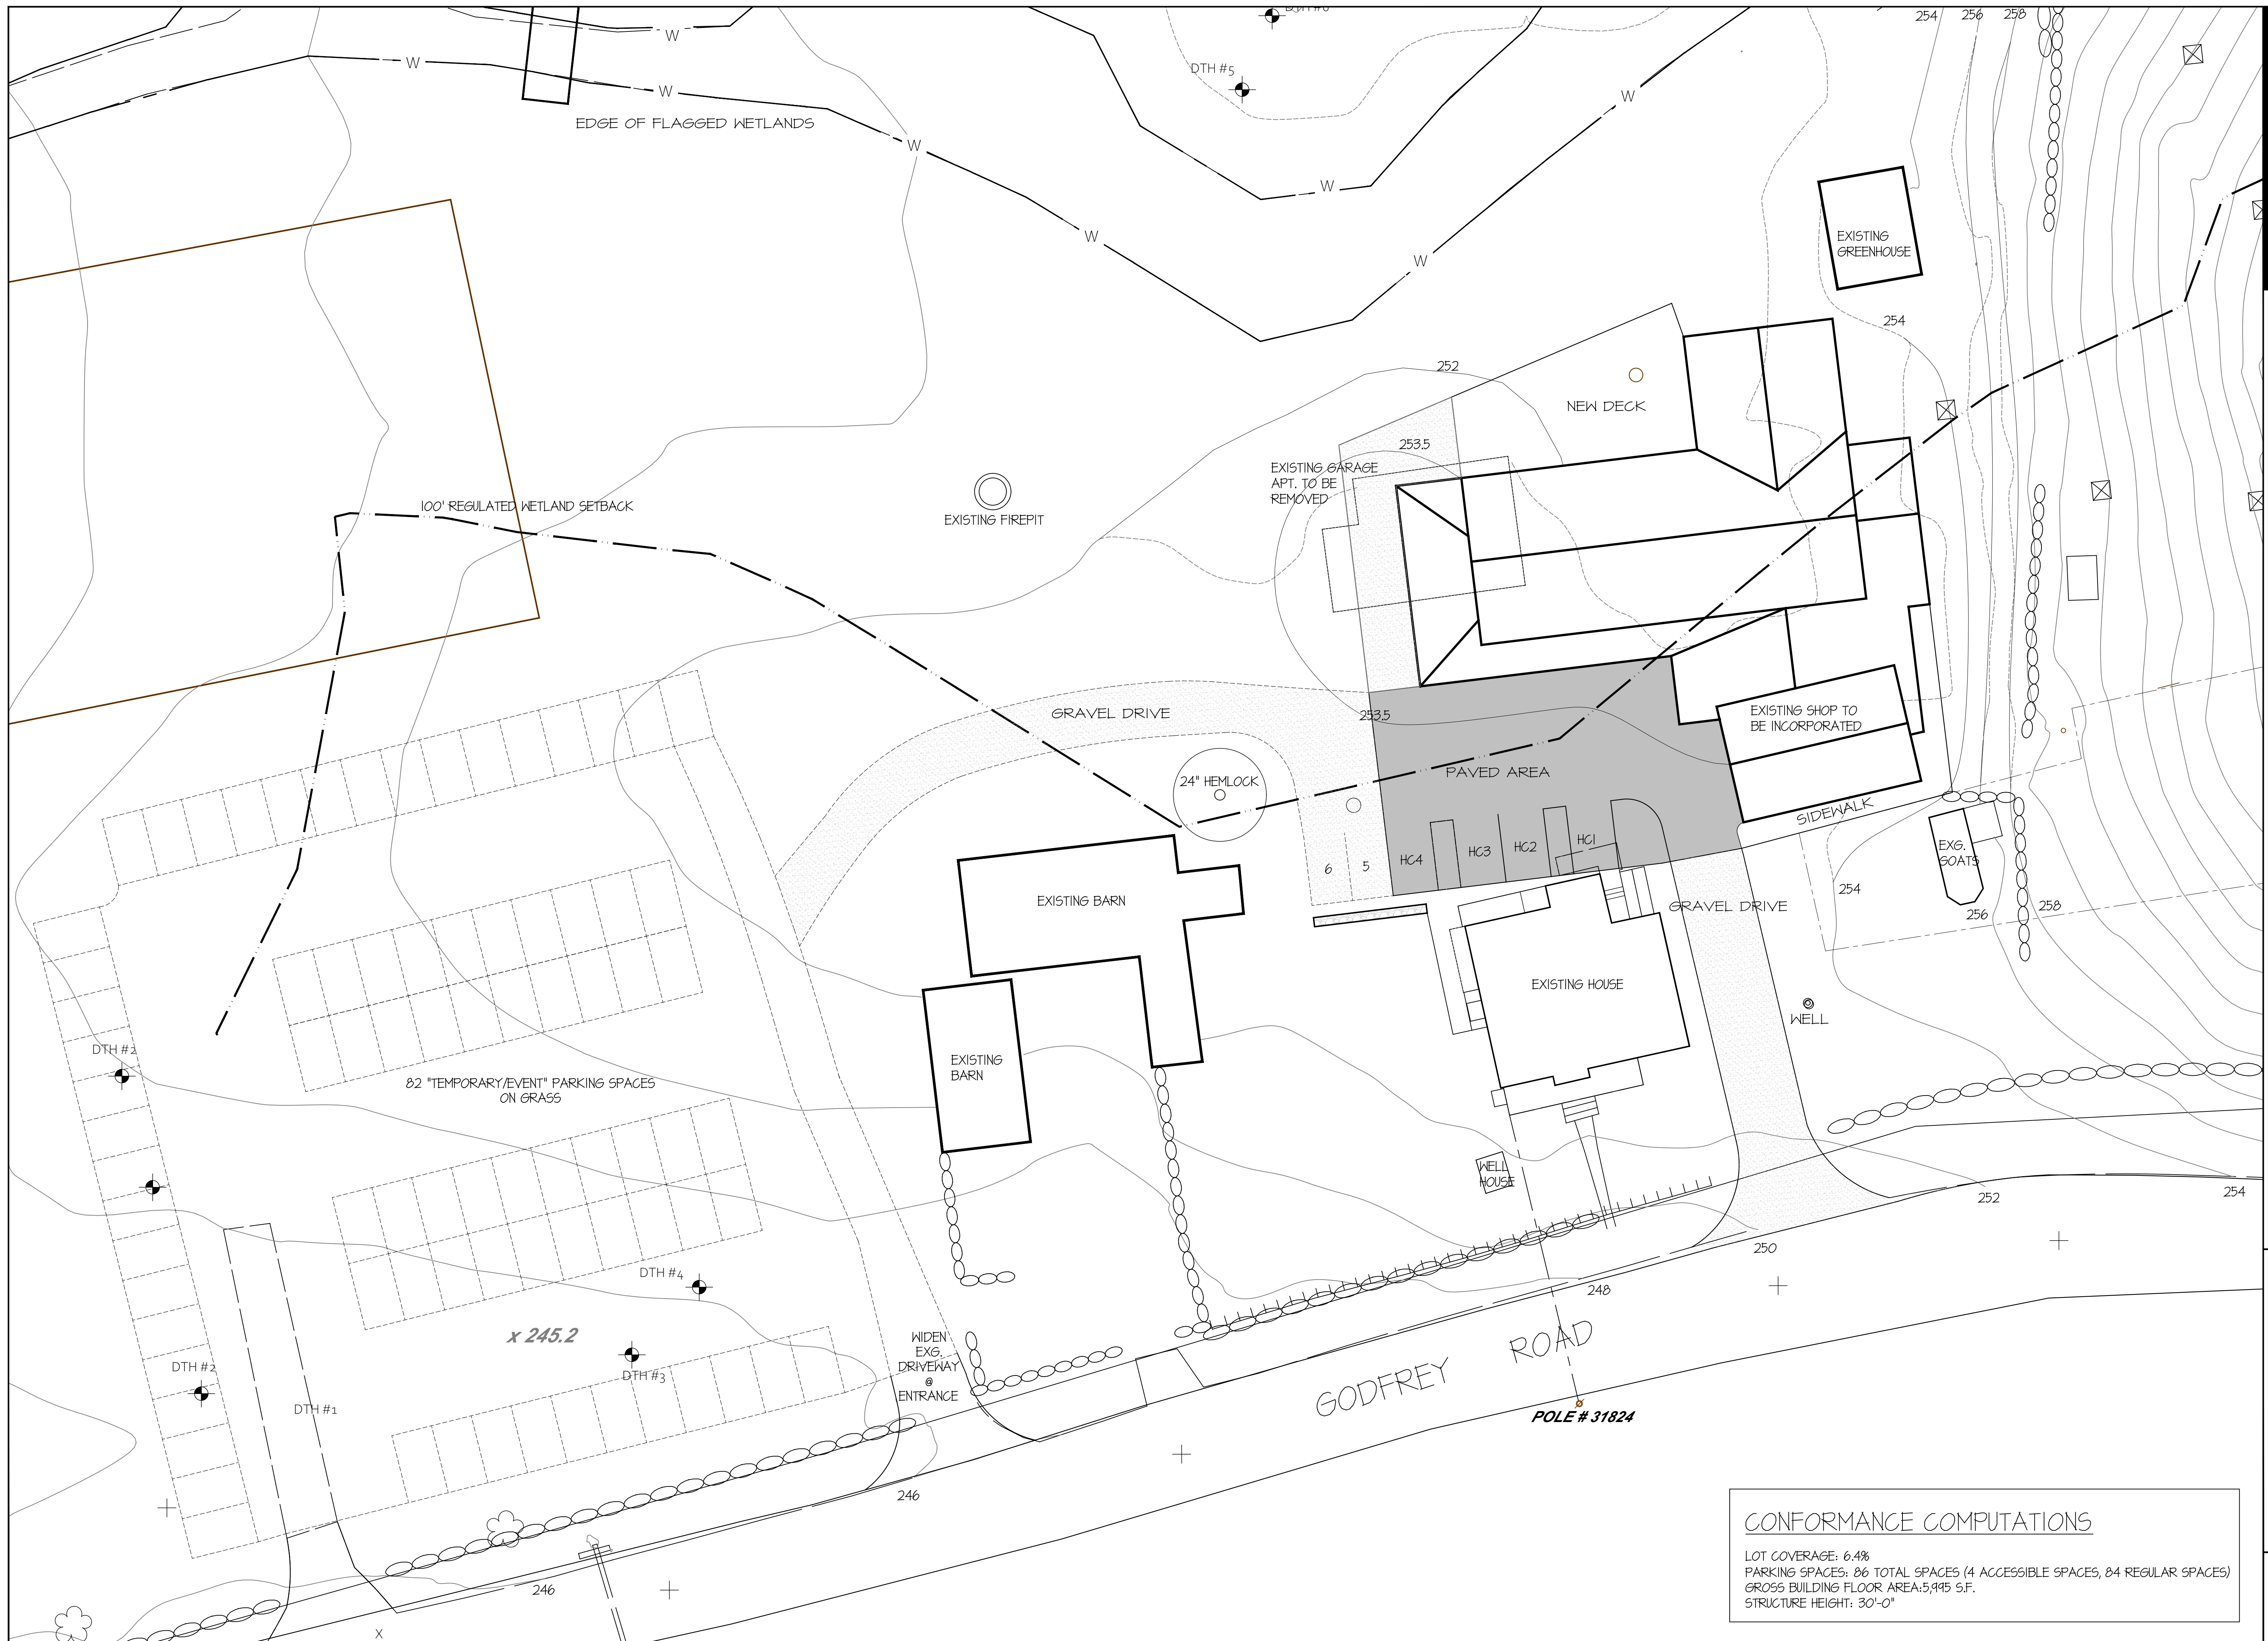 254
256
258
W
W
W
DTH #5
W
EDGE OF FLAGGED WETLANDS
W
W
W
W
W
EXISTING
GREENHOUSE
254
252
NEW DECK
253.5
EXISTING GARAGE
APT. TO BE
REMOVED
100' REGULATED WETLAND SETBACK
EXISTING FIREPIT
GRAVEL DRIVE
253.5
EXISTING SHOP TO
BE INCORPORATED
PAVED AREA
24" HEMLOCK
SIDEWALK
HC1
HC2
HC3
HC4
5
6
EXG.
GOATS
254
256
258
EXISTING BARN
GRAVEL DRIVE
EXISTING HOUSE
WELL
DTH #2
EXISTING
BARN
82 "TEMPORARY/EVENT" PARKING SPACES
ON GRASS
WELL
HOUSE
252
254
250
DTH #4
248
x 245.2
WIDEN
EXG.
DRIVEWAY
@
ENTRANCE
GODFREY ROAD
DTH #2
DTH #3
DTH #1
POLE # 31824
246
246
X
CONFORMANCE COMPUTATIONS
LOT COVERAGE: 6.4%
PARKING SPACES: 86 TOTAL SPACES (4 ACCESSIBLE SPACES, 84 REGULAR SPACES)
GROSS BUILDING FLOOR AREA:5,995 S.F.
STRUCTURE HEIGHT: 30'-0"